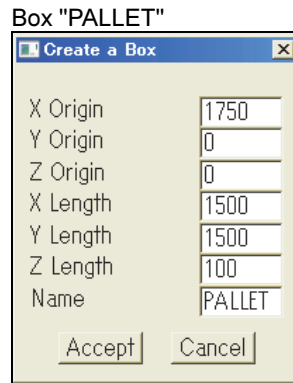 Box "PALLET"
Create a Box
X Origin 1750
Y Origin 0
Z Origin 0
X Length 1500
Y Length 1500
Z Length 100
Name PALLET
Accept Cancel